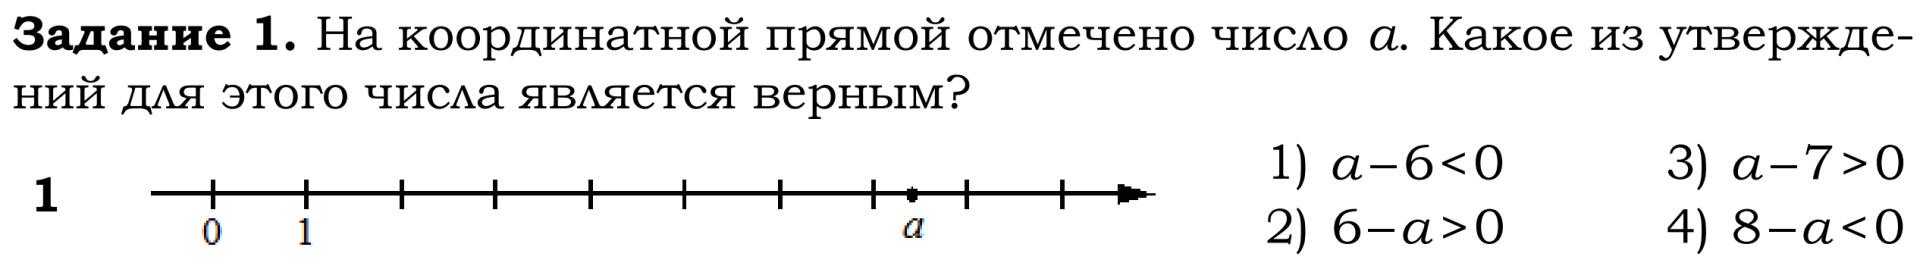 Задание 1. На координатной прямой отмечено число a. Какое из утвержде-
ний для этого числа является верным?
1
0 1 a
1) a–6<0 3) a–7>0
2) 6–a>0 4) 8–a<0